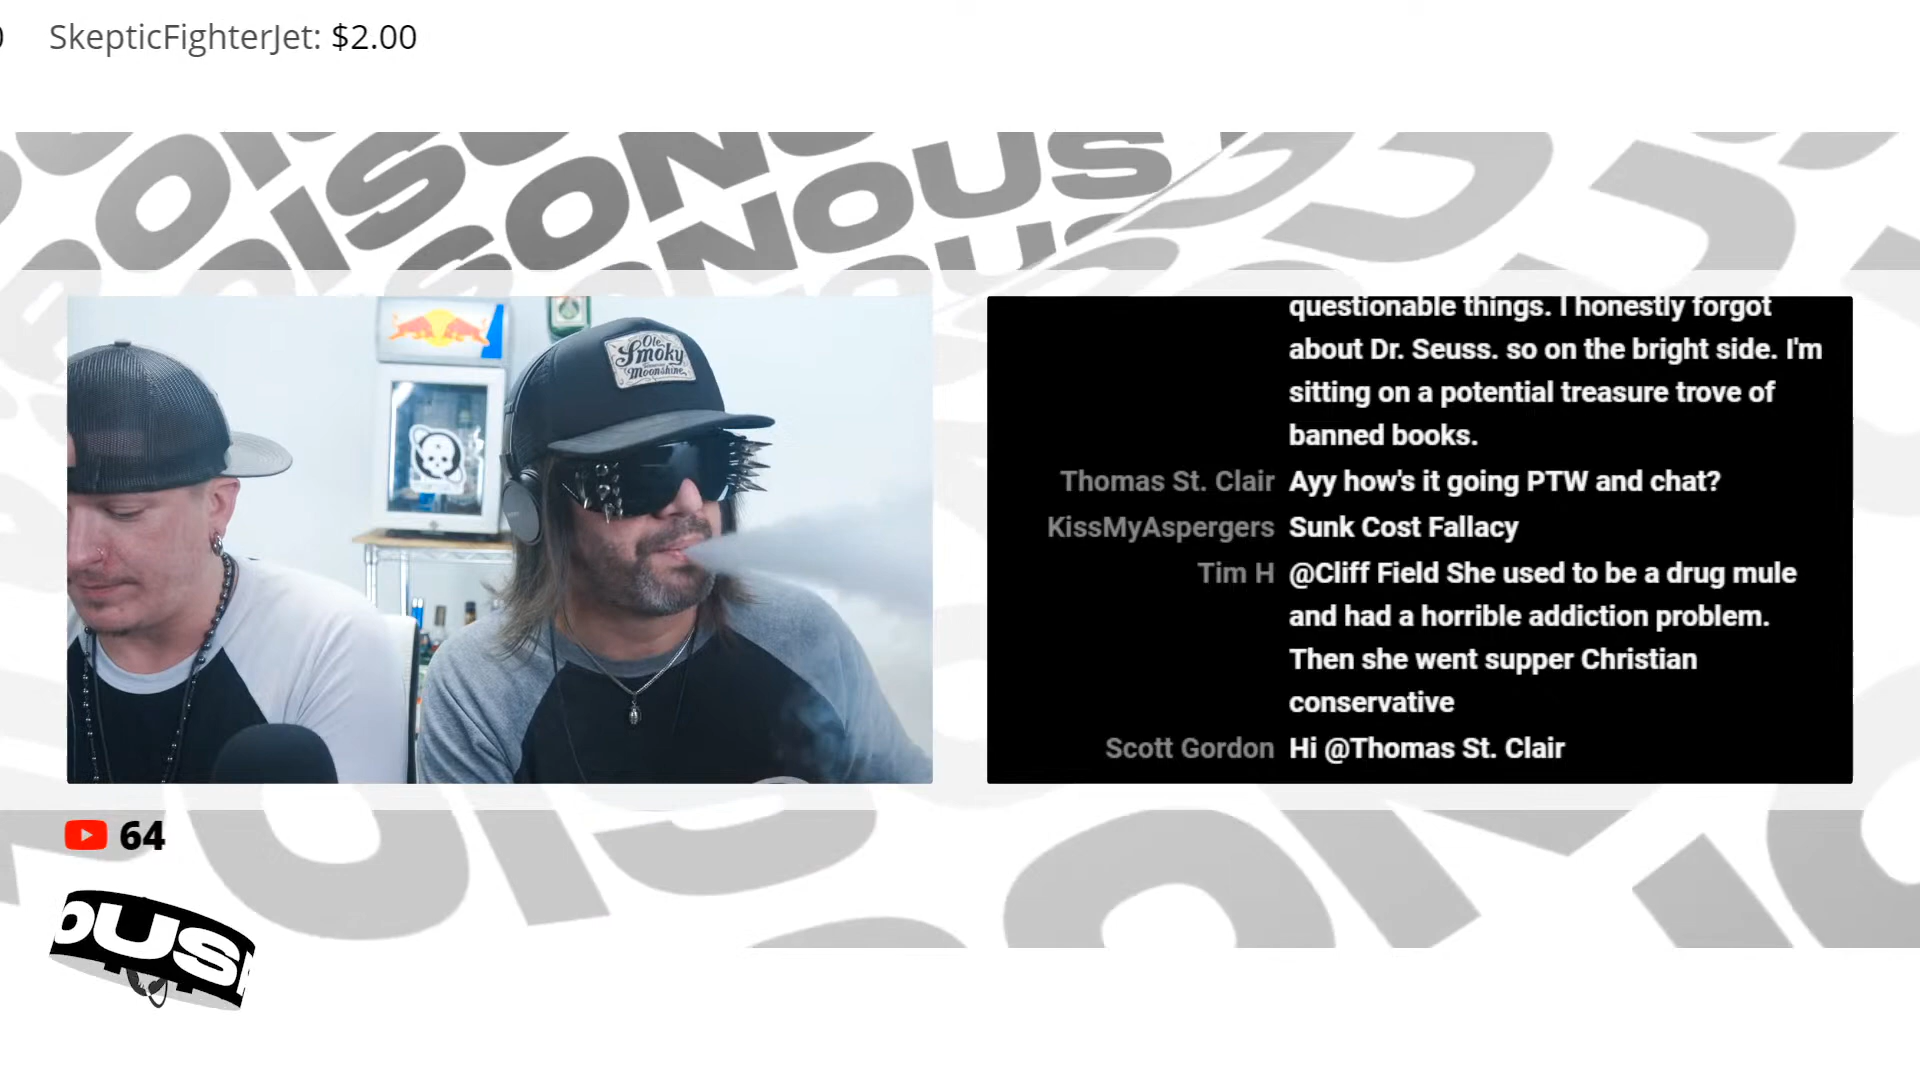 SkepticFighterJet: $2.00
NOUS
Ole
Smoky
Moonshine
questionable things. I honestly forgot
about Dr. Seuss. so on the bright side. I'm
sitting on a potential treasure trove of
banned books.
Thomas St. Clair Ayy how's it going PTW and chat?
KissMyAspergers Sunk Cost Fallacy
Tim H @Cliff Field She used to be a drug mule
and had a horrible addiction problem.
Then she went supper Christian
conservative
Scott Gordon Hi @Thomas St. Clair
64
OUS